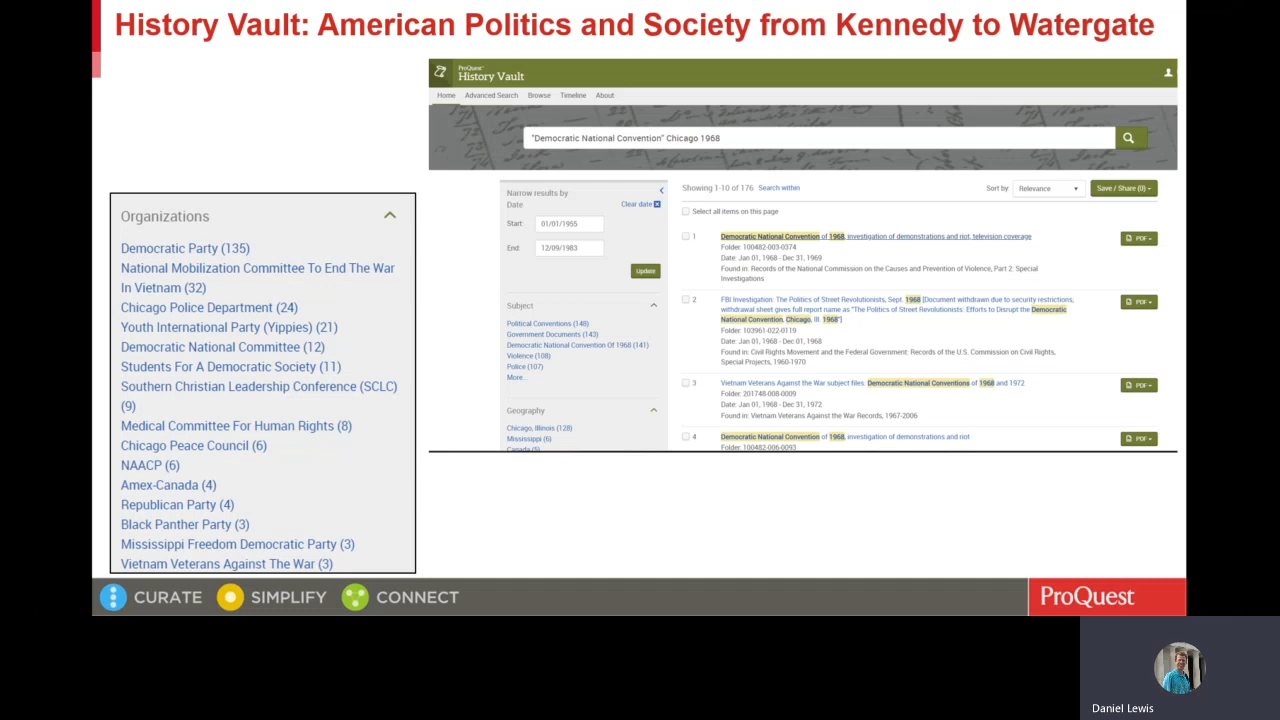 History Vault: American Politics and Society from Kennedy to Watergate
Organizations
Democratic Party (135)
National Mobilization Committee To End The War
In Vietnam (32)
Chicago Police Department (24)
Youth International Party (Yippies) (21)
Democratic National Committee (12)
Students For A Democratic Society (11)
Southern Christian Leadership Conference (SCLC)
(9)
Medical Committee For Human Rights (8)
Chicago Peace Council (6)
NAACP (6)
Amex-Canada (4)
Republican Party (4)
Black Panther Party (3)
Mississippi Freedom Democratic Party (3)
Vietnam Veterans Against The War (3)
ProQuest
History Vault
Home Advanced Search Browse Timeline About
"Democratic National Convention" Chicago 1968
Narrow results by
Date Clear date
Start: 01/01/1955
End: 12/09/1983
Update
Subject
Political Conventions (148)
Government Documents (143)
Democratic National Convention Of 1968 (141)
Violence (108)
Police (107)
More...
Geography
Chicago, Illinois (128)
Mississippi (6)
Canada (5)
Showing 1-10 of 176 Search within
Sort by: Relevance Save / Share (0)
Select all items on this page
1 Democratic National Convention of 1968, investigation of demonstrations and riot, television coverage PDF
Folder: 100482-003-0374
Date: Jan 01, 1968 - Dec 31, 1969
Found in: Records of the National Commission on the Causes and Prevention of Violence, Part 2. Special
Investigations
2 FBI Investigation: The Politics of Street Revolutionists, Sept. 1968 [Document withdrawn due to security restrictions; PDF
withdrawal sheet gives full report name as "The Politics of Street Revolutionists: Efforts to Disrupt the Democratic
National Convention, Chicago, Ill. 1968"]
Folder: 103961-022-0119
Date: Jan 01, 1968 - Dec 01, 1968
Found in: Civil Rights Movement and the Federal Government: Records of the U.S. Commission on Civil Rights,
Special Projects, 1960-1970
3 Vietnam Veterans Against the War subject files: Democratic National Conventions of 1968 and 1972 PDF
Folder: 201748-008-0009
Date: Jan 01, 1968 - Dec 31, 1972
Found in: Vietnam Veterans Against the War Records, 1967-2006
4 Democratic National Convention of 1968, investigation of demonstrations and riot PDF
Folder: 100482-006-0093
CURATE SIMPLIFY CONNECT
ProQuest
Daniel Lewis